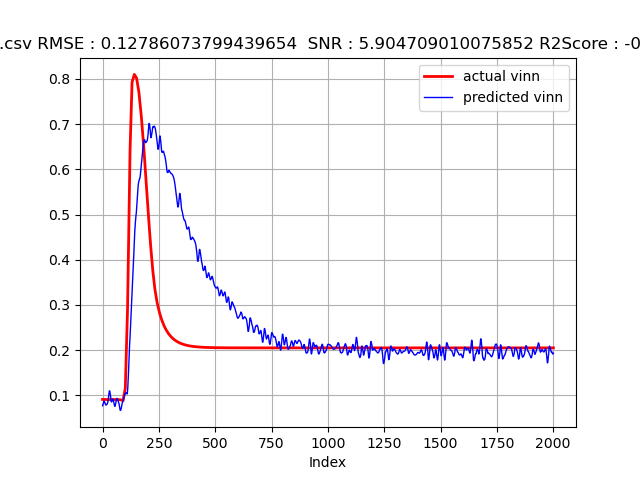 .csv RMSE : 0.12786073799439654  SNR : 5.904709010075852 R2Score : -0
actual vinn
predicted vinn
0.8
0.7
0.6
0.5
0.4
0.3
0.2
0.1
0 250 500 750 1000 1250 1500 1750 2000
Index